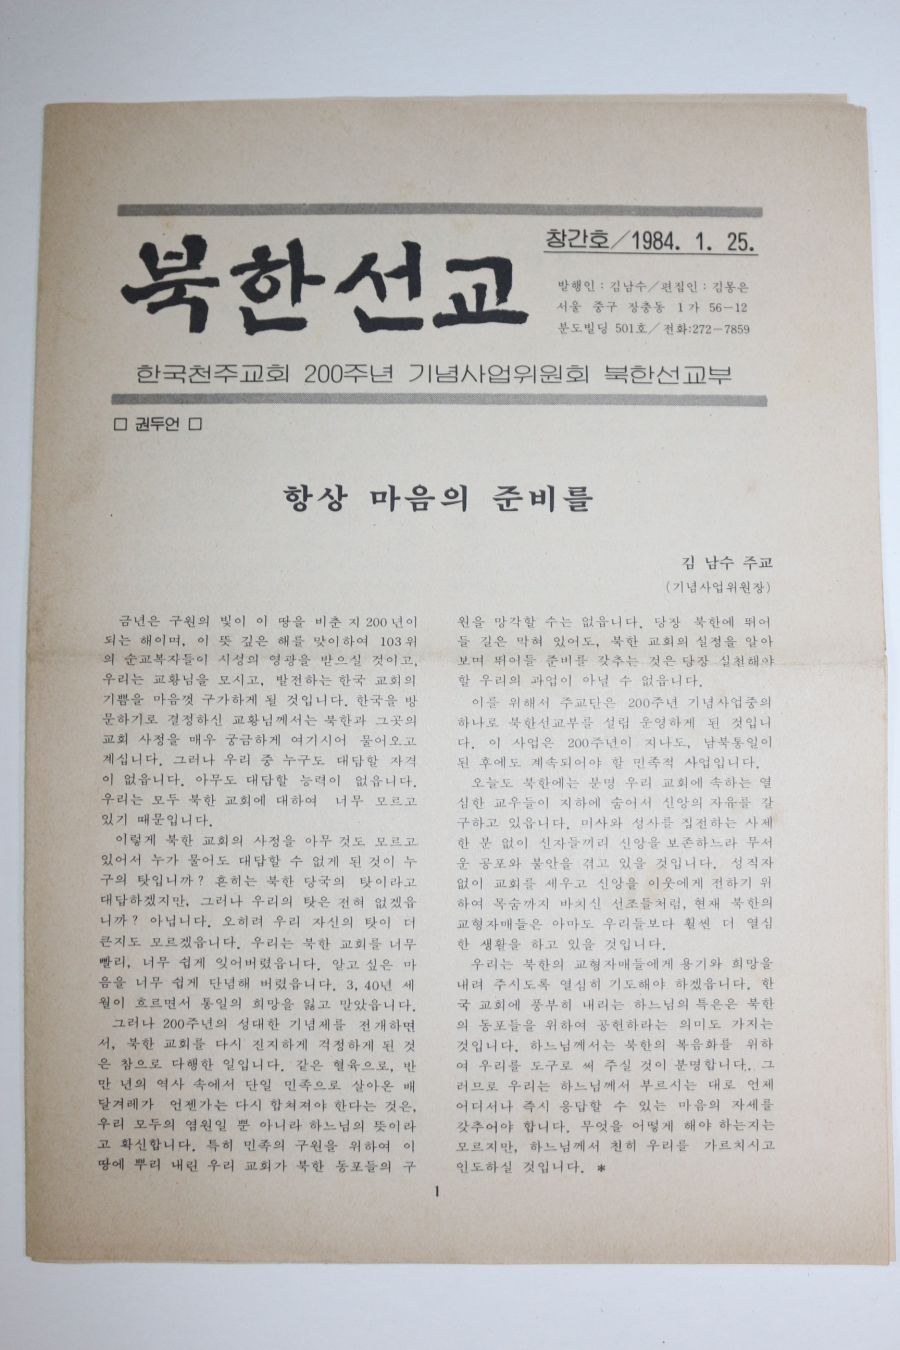 북한선교
창간호/1984. 1. 25.
발행인 : 김남수/편집인 : 김몽은
서울 중구 장충동 1가 56-12
분도빌딩 501호/전화:272-7859
한국천주교회 200주년 기념사업위원회 북한선교부
□ 권두언 □
항상 마음의 준비를
김 남수 주교
(기념사업위원장)
금년은 구원의 빛이 이 땅을 비춘 지 200년이
되는 해이며, 이 뜻 깊은 해를 맞이하여 103위
의 순교복자들이 시성의 영광을 받으실 것이고,
우리는 교황님을 모시고, 발전하는 한국 교회의
기쁨을 마음껏 구가하게 될 것입니다. 한국을 방
문하기로 결정하신 교황님께서는 북한과 그곳의
교회 사정을 매우 궁금하게 여기시어 물어오고
계십니다. 그러나 우리 중 누구도 대답할 자격
이 없읍니다. 아무도 대답할 능력이 없읍니다.
우리는 모두 북한 교회에 대하여 너무 모르고
있기 때문입니다.
이렇게 북한 교회의 사정을 아무 것도 모르고
있어서 누가 물어도 대답할 수 없게 된 것이 누
구의 탓입니까? 흔히는 북한 당국의 탓이라고
대답하겠지만, 그러나 우리의 탓은 전혀 없겠읍
니까? 아닙니다. 오히려 우리 자신의 탓이 더
큰지도 모르겠읍니다. 우리는 북한 교회를 너무
빨리, 너무 쉽게 잊어버렸읍니다. 알고 싶은 마
음을 너무 쉽게 단념해 버렸읍니다. 3, 40년 세
월이 흐르면서 통일의 희망을 잃고 말았읍니다.
그러나 200주년의 성대한 기념제를 전개하면
서, 북한 교회를 다시 진지하게 걱정하게 된 것
은 참으로 다행한 일입니다. 같은 혈육으로, 반
만 년의 역사 속에서 단일 민족으로 살아온 배
달겨레가 언젠가는 다시 합쳐져야 한다는 것은,
우리 모두의 염원일 뿐 아니라 하느님의 뜻이라
고 확신합니다. 특히 민족의 구원을 위하여 이
땅에 뿌리 내린 우리 교회가 북한 동포들의 구
원을 망각할 수는 없읍니다. 당장 북한에 뛰어
들 길은 막혀 있어도, 북한 교회의 실정을 알아
보며 뛰어들 준비를 갖추는 것은 당장 실천해야
할 우리의 과업이 아닐 수 없읍니다.
이를 위해서 주교단은 200주년 기념사업중의
하나로 북한선교부를 설립 운영하게 된 것입니
다. 이 사업은 200주년이 지나도, 남북통일이
된 후에도 계속되어야 할 민족적 사업입니다.
오늘도 북한에는 분명 우리 교회에 속하는 열
심한 교우들이 지하에 숨어서 신앙의 자유를 갈
구하고 있읍니다. 미사와 성사를 집전하는 사제
한 분 없이 신자들끼리 신앙을 보존하느라 무서
운 공포와 불안을 겪고 있을 것입니다. 성직자
없이 교회를 세우고 신앙을 이웃에게 전하기 위
하여 목숨까지 바치신 선조들처럼, 현재 북한의
교형자매들은 아마도 우리들보다 훨씬 더 열심
한 생활을 하고 있을 것입니다.
우리는 북한의 교형자매들에게 용기와 희망을
내려 주시도록 열심히 기도해야 하겠읍니다. 한
국 교회에 풍부히 내리는 하느님의 특은은 북한
의 동포들을 위하여 공헌하라는 의미도 가지는
것입니다. 하느님께서는 북한의 복음화를 위하
여 우리를 도구로 써 주실 것이 분명합니다. 그
러므로 우리는 하느님께서 부르시는 대로 언제
어디서나 즉시 응답할 수 있는 마음의 자세를
갖추어야 합니다. 무엇을 어떻게 해야 하는지는
모르지만, 하느님께서 친히 우리를 가르치시고
인도하실 것입니다. *
1